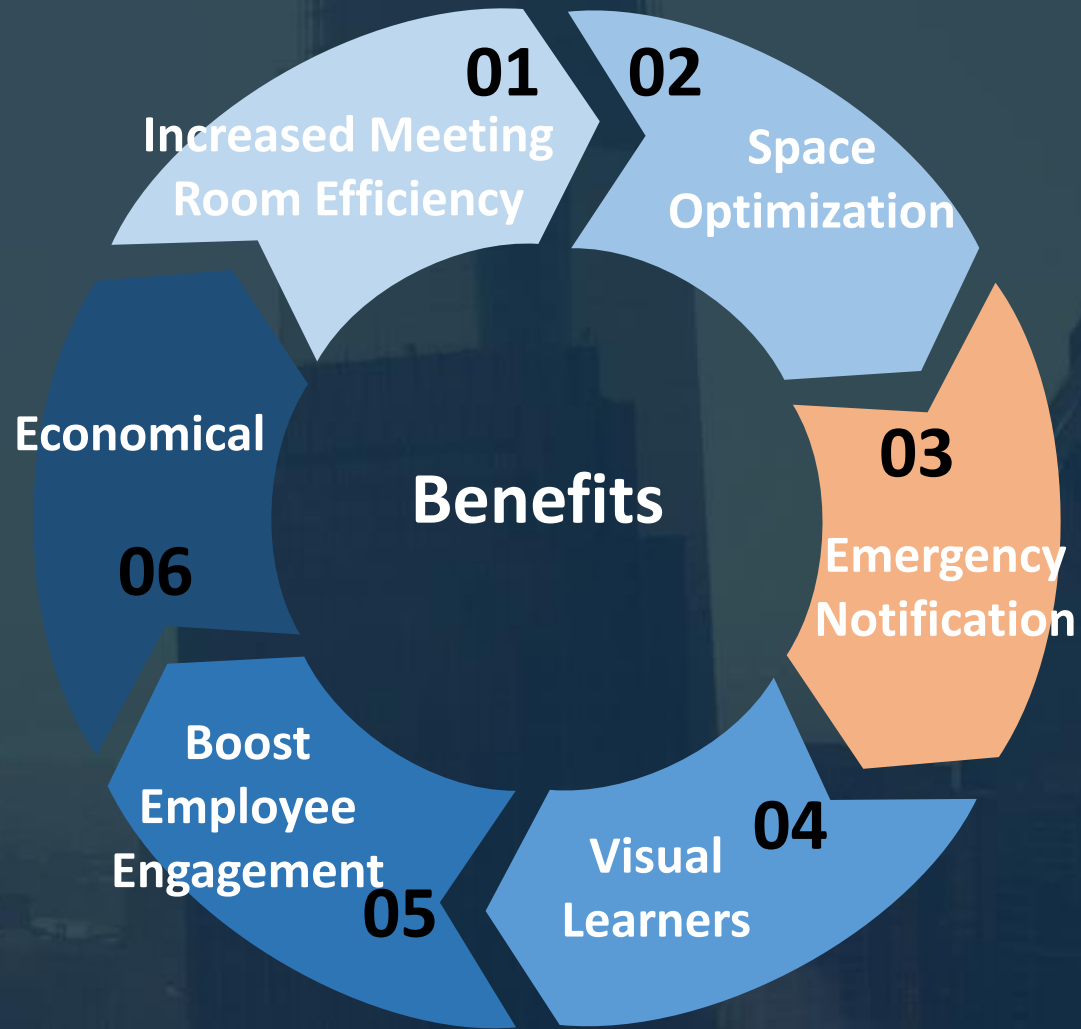 01
Increased Meeting
Room Efficiency
02
Space
Optimization
03
Emergency
Notification
04
Visual
Learners
05
Boost
Employee
Engagement
06
Economical
Benefits